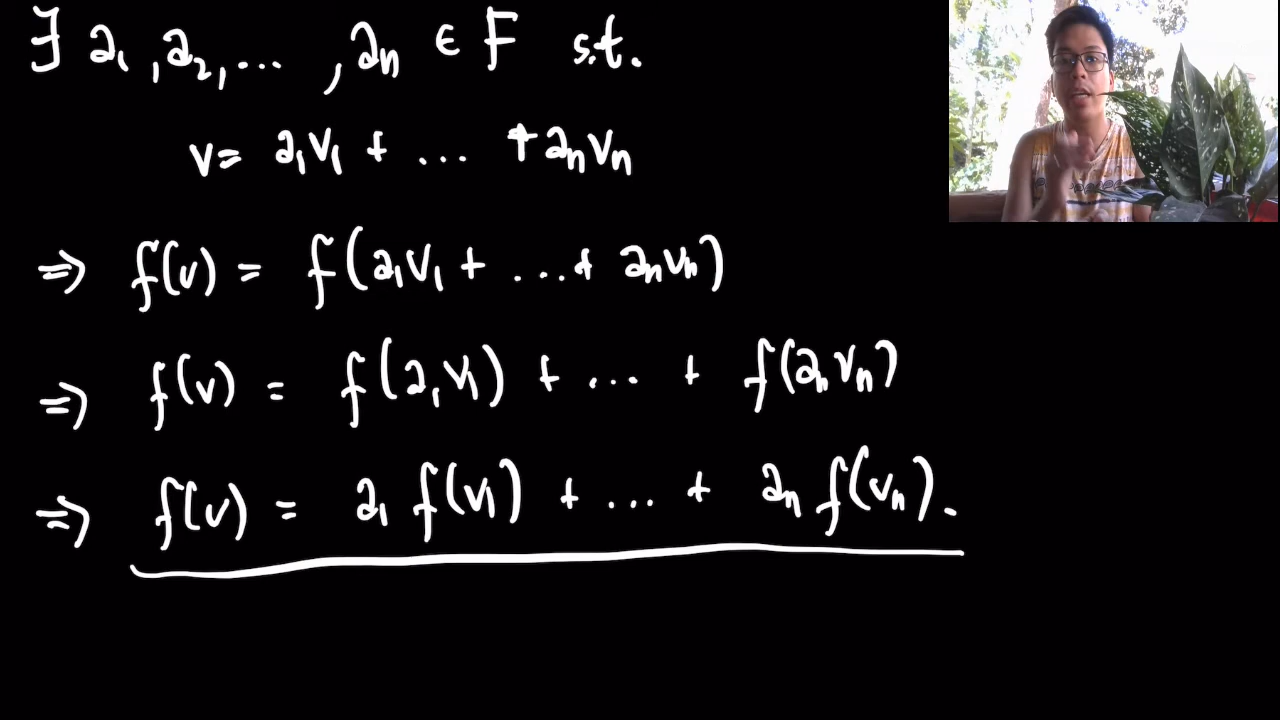 ∃ a₁, a₂, ... , aₙ ∈ F s.t.
v = a₁v₁ + ... + aₙvₙ
⇒ f(v) = f(a₁v₁ + ... + aₙvₙ)
⇒ f(v) = f(a₁v₁) + ... + f(aₙvₙ)
⇒ f(v) = a₁ f(v₁) + ... + aₙ f(vₙ).